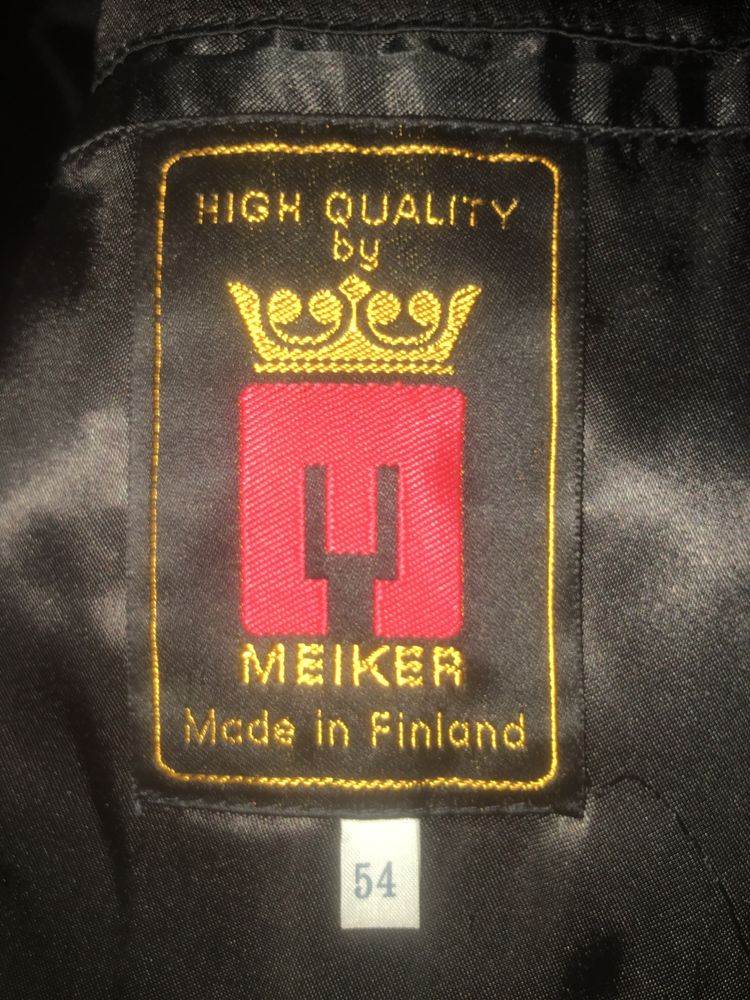 HIGH QUALITY
by
MEIKER
Made in Finland
54